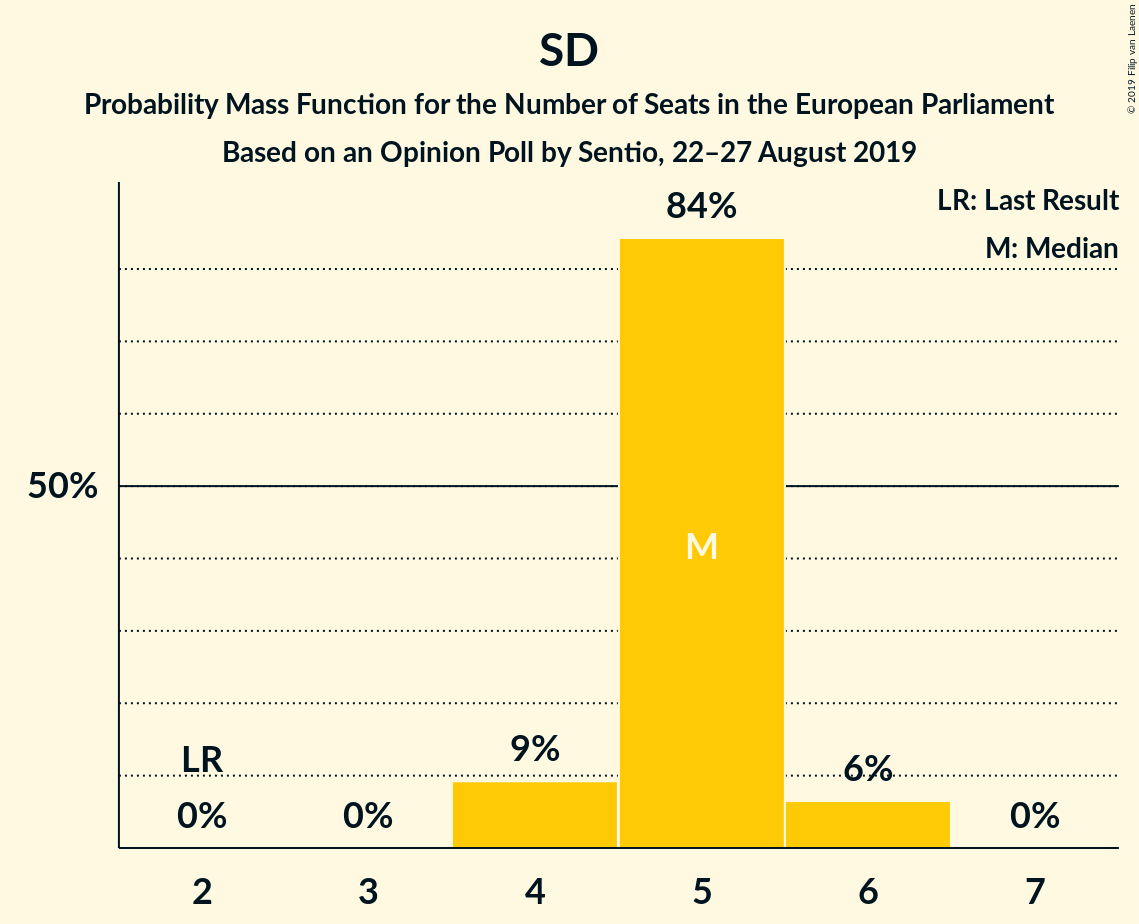 SD
Probability Mass Function for the Number of Seats in the European Parliament
Based on an Opinion Poll by Sentio, 22–27 August 2019
© 2019 Filip van Laenen
LR: Last Result
M: Median
84%
50%
M
LR
9%
6%
0%
0%
0%
2
3
4
5
6
7